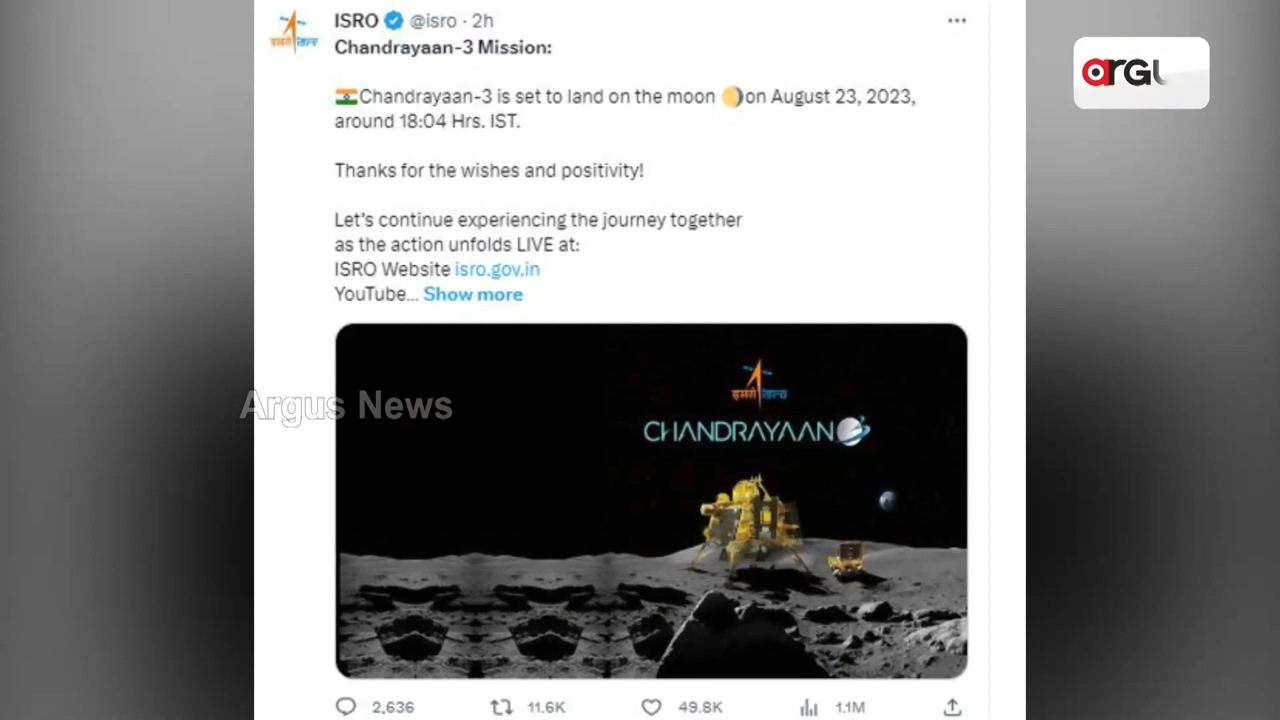 ISRO @isro · 2h
Chandrayaan-3 Mission:
Chandrayaan-3 is set to land on the moon on August 23, 2023,
around 18:04 Hrs. IST.
Thanks for the wishes and positivity!
Let's continue experiencing the journey together
as the action unfolds LIVE at:
ISRO Website isro.gov.in
YouTube... Show more
इसरो isro
CHANDRAYAAN
Argus News
2,636 11.6K 49.8K 1.1M